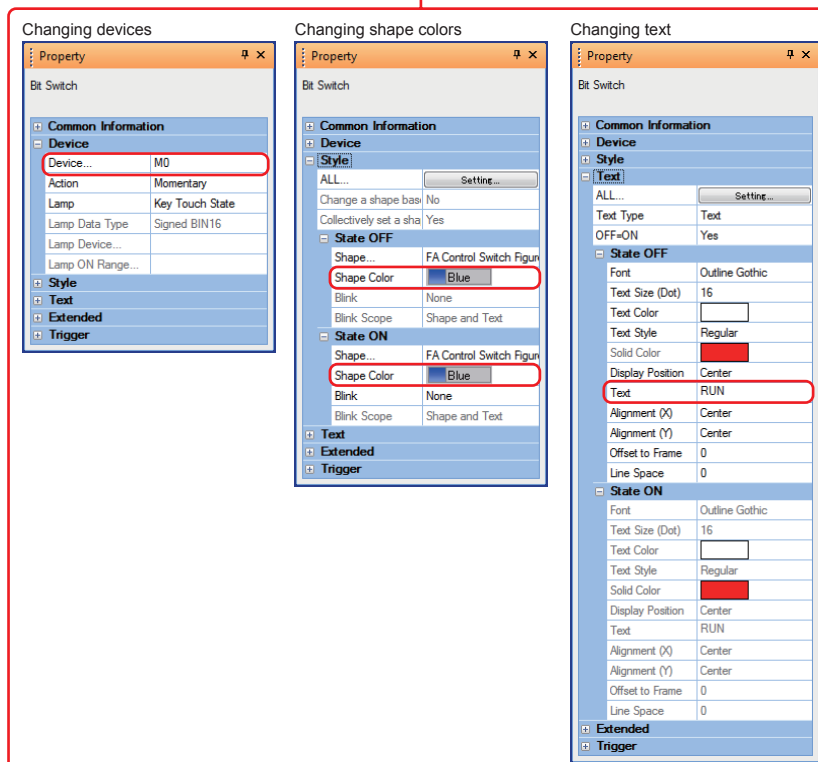 Changing devices
Property
Bit Switch
Common Information
Device
Device... M0
Action Momentary
Lamp Key Touch State
Lamp Data Type Signed BIN16
Lamp Device...
Lamp ON Range...
Style
Text
Extended
Trigger
Changing shape colors
Property
Bit Switch
Common Information
Device
Style
ALL... Setting...
Change a shape bas No
Collectively set a sha Yes
State OFF
Shape... FA Control Switch Figur
Shape Color Blue
Blink None
Blink Scope Shape and Text
State ON
Shape... FA Control Switch Figur
Shape Color Blue
Blink None
Blink Scope Shape and Text
Text
Extended
Trigger
Changing text
Property
Bit Switch
Common Information
Device
Style
Text
ALL... Setting...
Text Type Text
OFF=ON Yes
State OFF
Font Outline Gothic
Text Size (Dot) 16
Text Color
Text Style Regular
Solid Color
Display Position Center
Text RUN
Alignment (X) Center
Alignment (Y) Center
Offset to Frame 0
Line Space 0
State ON
Font Outline Gothic
Text Size (Dot) 16
Text Color
Text Style Regular
Solid Color
Display Position Center
Text RUN
Alignment (X) Center
Alignment (Y) Center
Offset to Frame 0
Line Space 0
Extended
Trigger